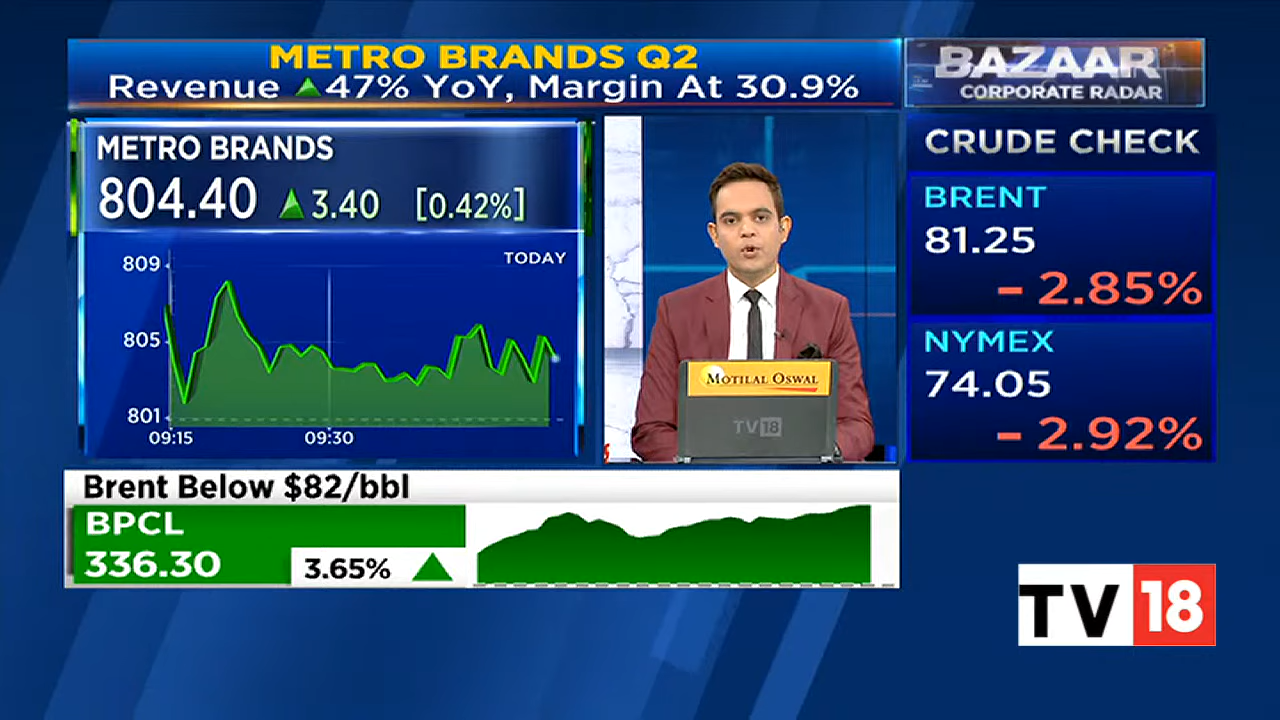 METRO BRANDS Q2
Revenue ▲47% YoY, Margin At 30.9%
BAZAAR
CORPORATE RADAR
METRO BRANDS
804.40 ▲ 3.40 [0.42%]
TODAY
809
805
801
09:15 09:30
MOTILAL OSWAL
TV18
CRUDE CHECK
BRENT
81.25
- 2.85%
NYMEX
74.05
- 2.92%
Brent Below $82/bbl
BPCL
336.30 3.65% ▲
TV18